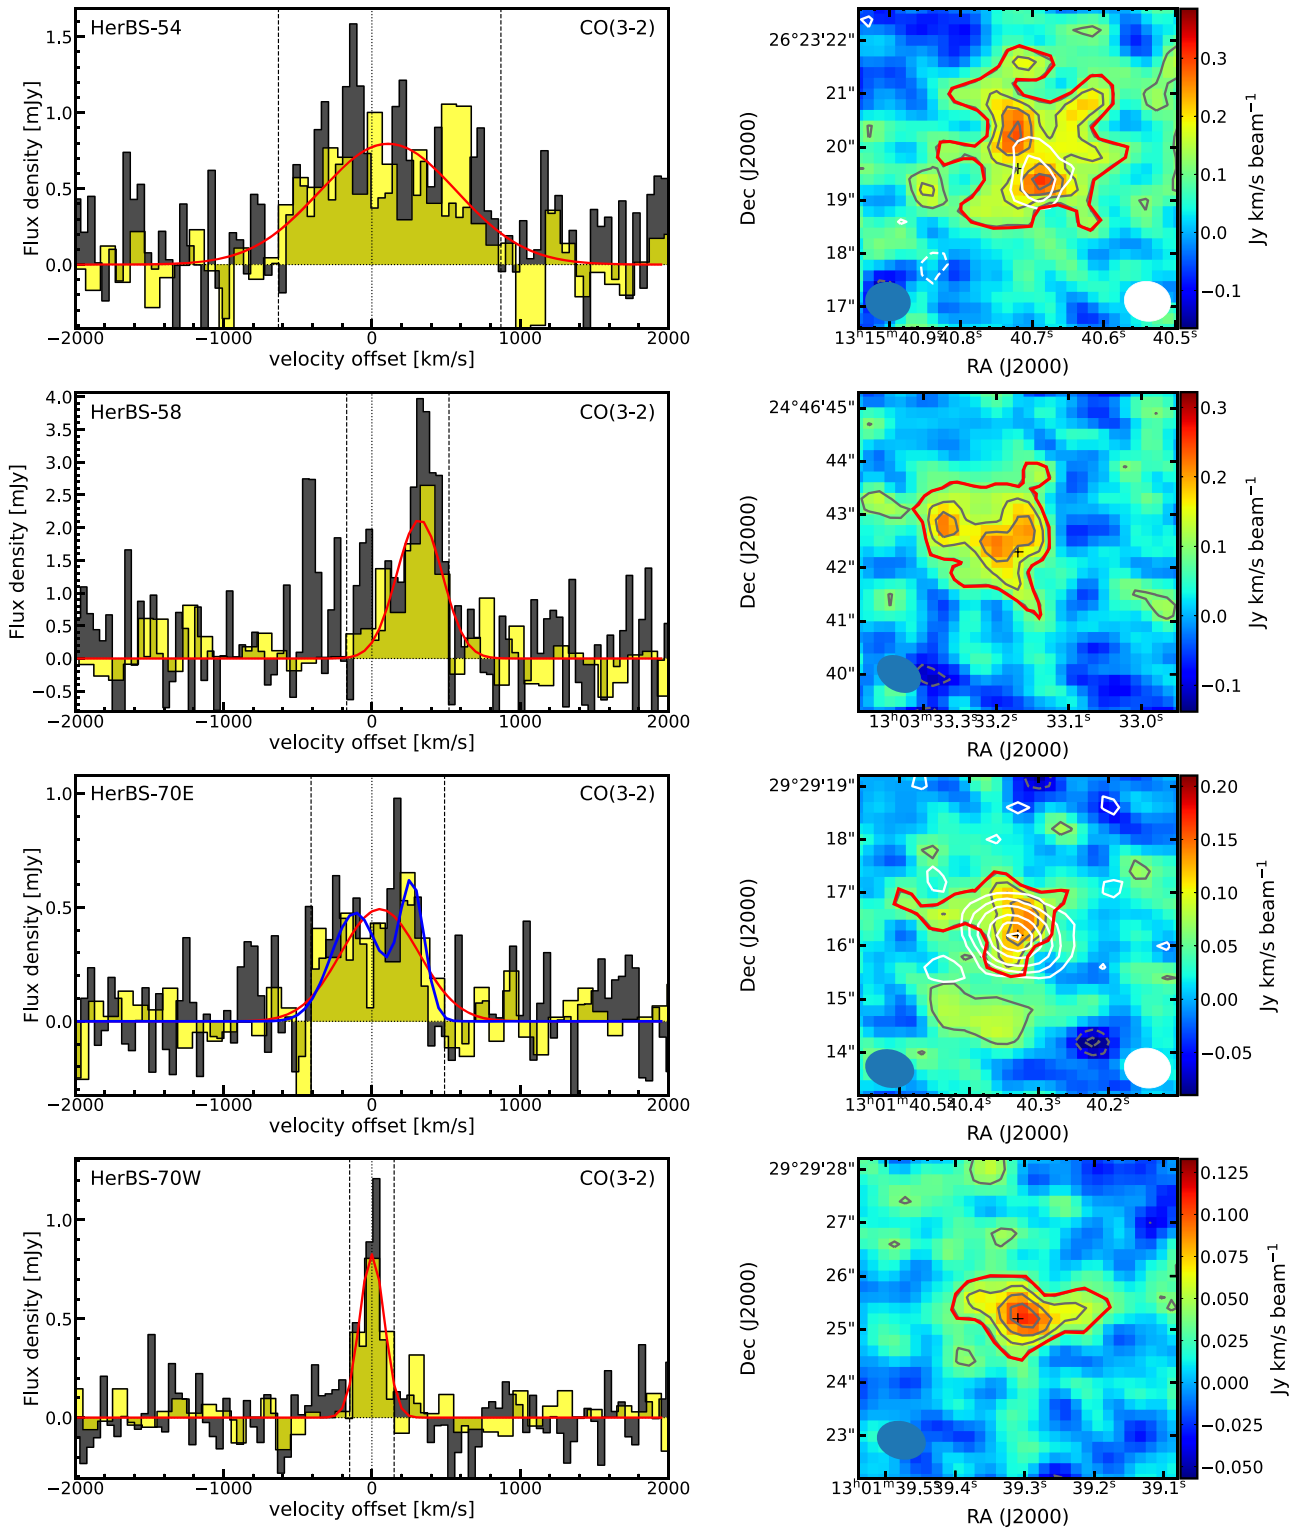 HerBS-54 CO(3-2)
Flux density [mJy]
1.5
1.0
0.5
0.0
−2000 −1000 0 1000 2000
velocity offset [km/s]
26°23'22"
21"
20"
19"
18"
17"
Dec (J2000)
13ʰ15ᵐ40.9ˢ 40.8ˢ 40.7ˢ 40.6ˢ 40.5ˢ
RA (J2000)
0.3
0.2
0.1
0.0
−0.1
Jy km/s beam⁻¹
HerBS-58 CO(3-2)
Flux density [mJy]
4.0
3.5
3.0
2.5
2.0
1.5
1.0
0.5
0.0
−0.5
−2000 −1000 0 1000 2000
velocity offset [km/s]
24°46'45"
44"
43"
42"
41"
40"
Dec (J2000)
13ʰ03ᵐ33.3ˢ 33.2ˢ 33.1ˢ 33.0ˢ
RA (J2000)
0.3
0.2
0.1
0.0
−0.1
Jy km/s beam⁻¹
HerBS-70E CO(3-2)
Flux density [mJy]
1.0
0.5
0.0
−2000 −1000 0 1000 2000
velocity offset [km/s]
29°29'19"
18"
17"
16"
15"
14"
Dec (J2000)
13ʰ01ᵐ40.5ˢ 40.4ˢ 40.3ˢ 40.2ˢ
RA (J2000)
0.20
0.15
0.10
0.05
0.00
−0.05
Jy km/s beam⁻¹
HerBS-70W CO(3-2)
Flux density [mJy]
1.0
0.5
0.0
−2000 −1000 0 1000 2000
velocity offset [km/s]
29°29'28"
27"
26"
25"
24"
23"
Dec (J2000)
13ʰ01ᵐ39.5ˢ 39.4ˢ 39.3ˢ 39.2ˢ 39.1ˢ
RA (J2000)
0.125
0.100
0.075
0.050
0.025
0.000
−0.025
−0.050
Jy km/s beam⁻¹